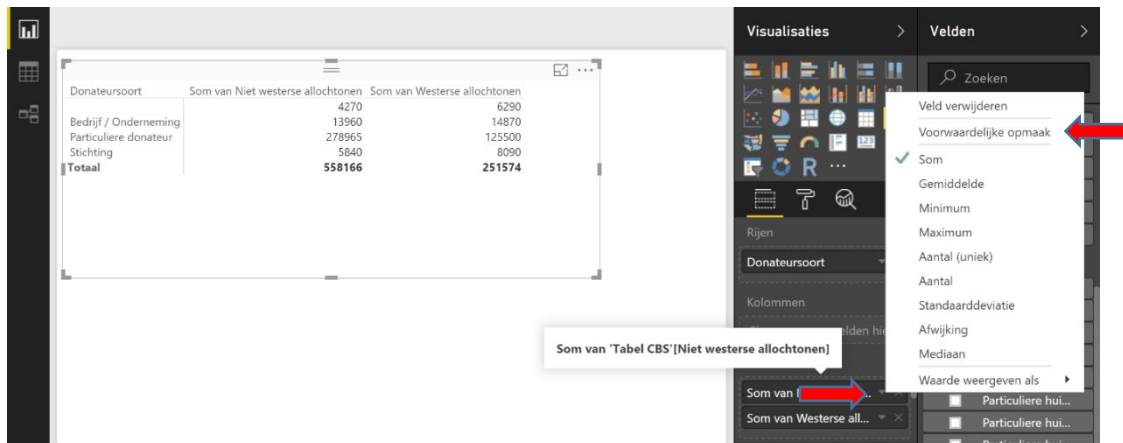 Visualisaties
Velden
Zoeken
Donateursoort Som van Niet westerse allochtonen Som van Westerse allochtonen
4270 6290
Bedrijf / Onderneming 13960 14870
Particuliere donateur 278965 125500
Stichting 5840 8090
Totaal 558166 251574
123
R
Rijen
Donateursoort
Kolommen
Som van 'Tabel CBS'[Niet westerse allochtonen]
Som van
Som van Westerse all...
Veld verwijderen
Voorwaardelijke opmaak
Som
Gemiddelde
Minimum
Maximum
Aantal (uniek)
Aantal
Standaarddeviatie
Afwijking
Mediaan
Waarde weergeven als
Particuliere hui...
Particuliere hui...